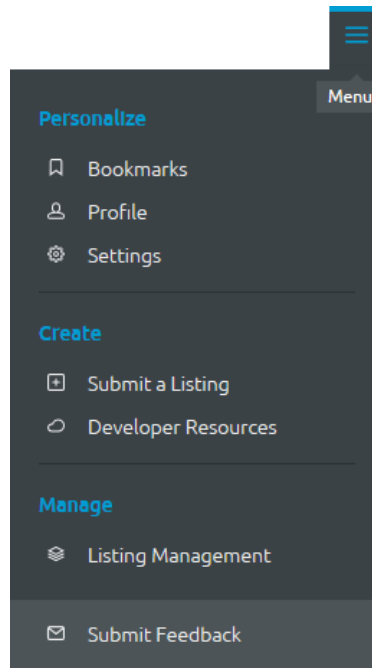 Menu
Personalize
Bookmarks
Profile
Settings
Create
Submit a Listing
Developer Resources
Manage
Listing Management
Submit Feedback